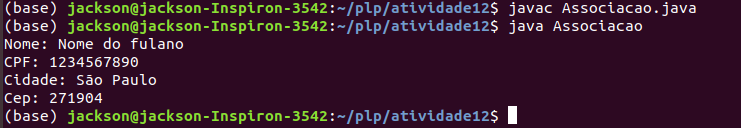 (base) jackson@jackson-Inspiron-3542:~/plp/atividade12$ javac Associacao.java
(base) jackson@jackson-Inspiron-3542:~/plp/atividade12$ java Associacao
Nome: Nome do fulano
CPF: 1234567890
Cidade: São Paulo
Cep: 271904
(base) jackson@jackson-Inspiron-3542:~/plp/atividade12$